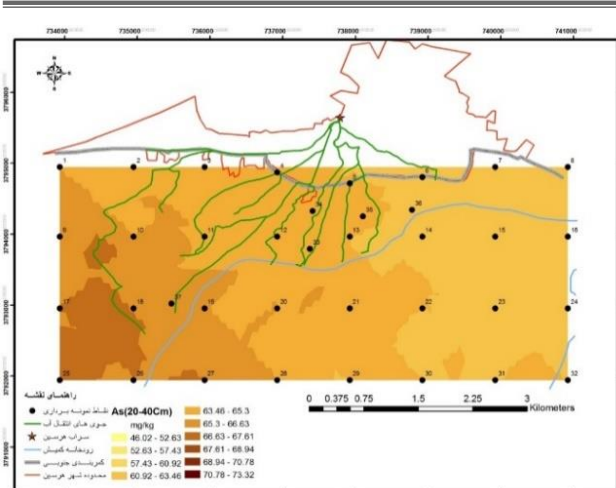 734000 735000 736000 737000 738000 739000 740000 741000
3796000
3795000
3794000
3793000
3792000
3791000
N
W E
S
1 2 4 7 8
9 10 11 12 13 14 15 16
17 18 19 20 21 22 23 24
25 26 27 28 29 30 31 32
راهنمای نقشه
نقاط نمونه برداری
جوی های انتقال آب
سراب هرسین
رودخانه گمیش
کمربندی جنوبی
محدوده شهر هرسین
As(20-40Cm)
mg/kg
46.02 - 52.63
52.63 - 57.43
57.43 - 60.92
60.92 - 63.46
63.46 - 65.3
65.3 - 66.63
66.63 - 67.61
67.61 - 68.94
68.94 - 70.78
70.78 - 73.32
0 0.375 0.75 1.5 2.25 3
Kilometers